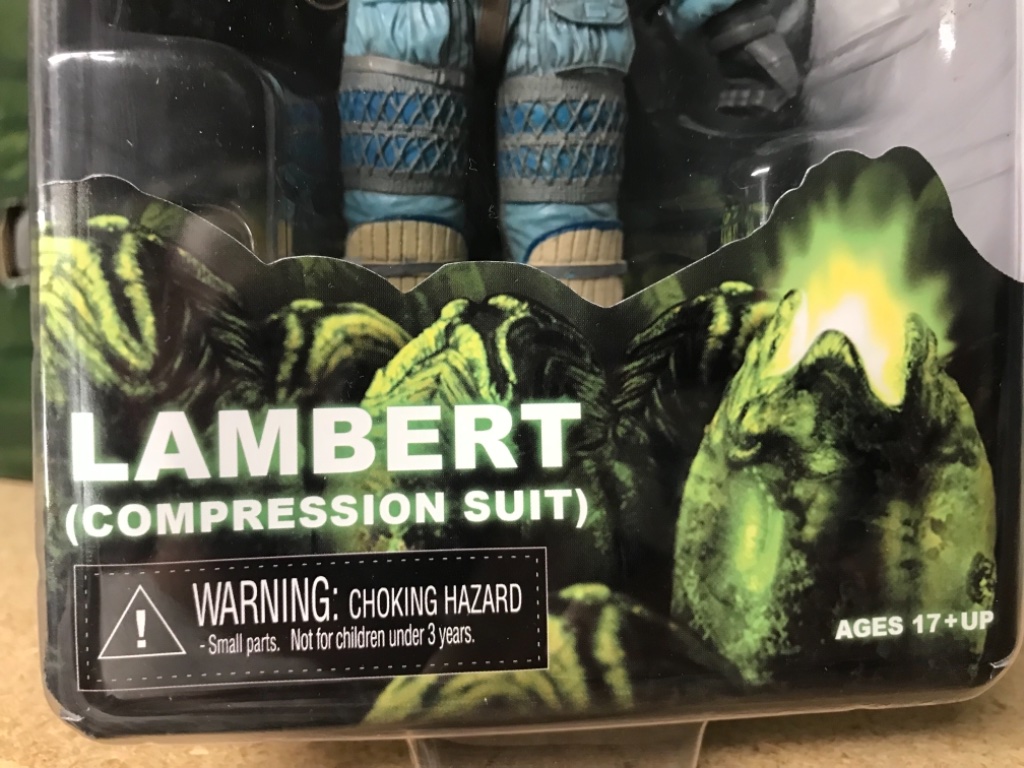 LAMBERT
(COMPRESSION SUIT)
! WARNING: CHOKING HAZARD
- Small parts. Not for children under 3 years.
AGES 17+UP